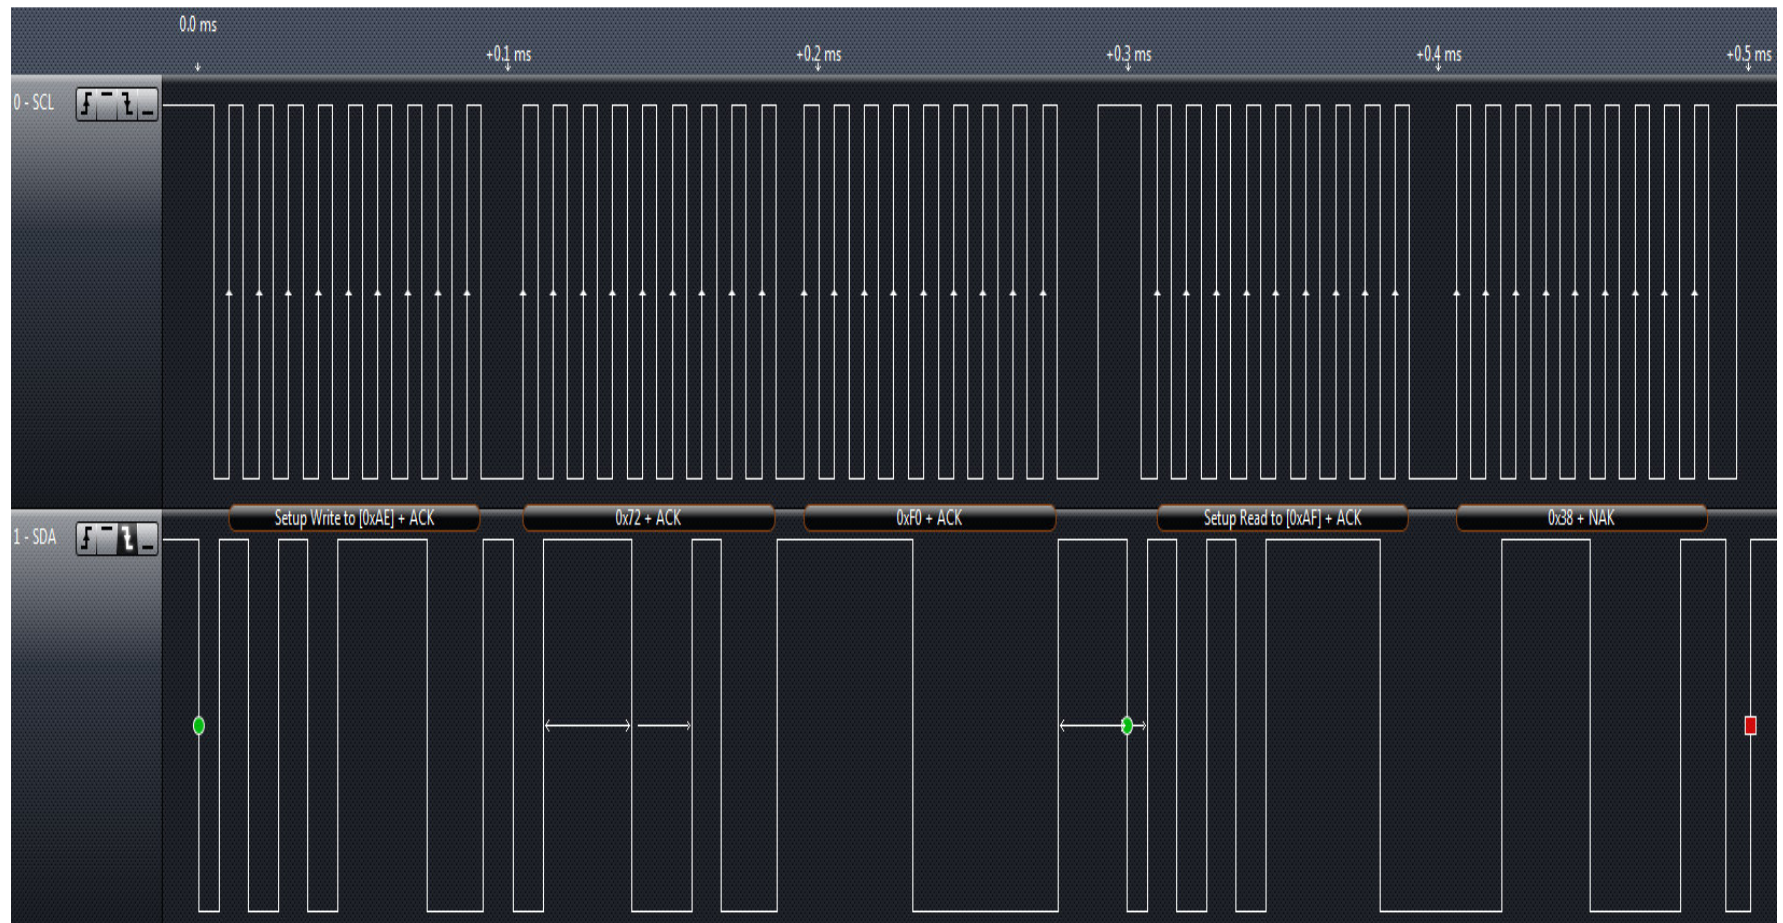 0.0 ms
+0.1 ms
+0.2 ms
+0.3 ms
+0.4 ms
+0.5 ms
0 - SCL
Setup Write to [0xAE] + ACK
0x72 + ACK
0xF0 + ACK
Setup Read to [0xAF] + ACK
0x38 + NAK
1 - SDA